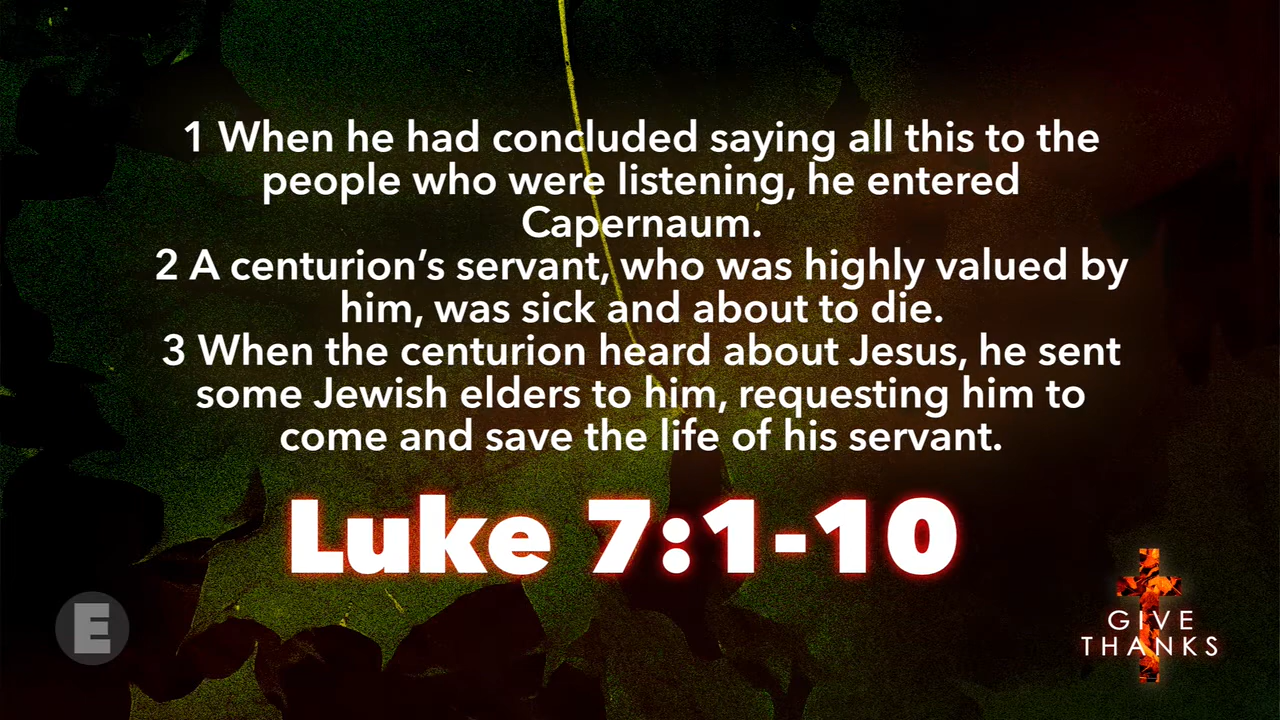 1 When he had concluded saying all this to the
people who were listening, he entered
Capernaum.
2 A centurion’s servant, who was highly valued by
him, was sick and about to die.
3 When the centurion heard about Jesus, he sent
some Jewish elders to him, requesting him to
come and save the life of his servant.
Luke 7:1-10
E
GIVE
THANKS